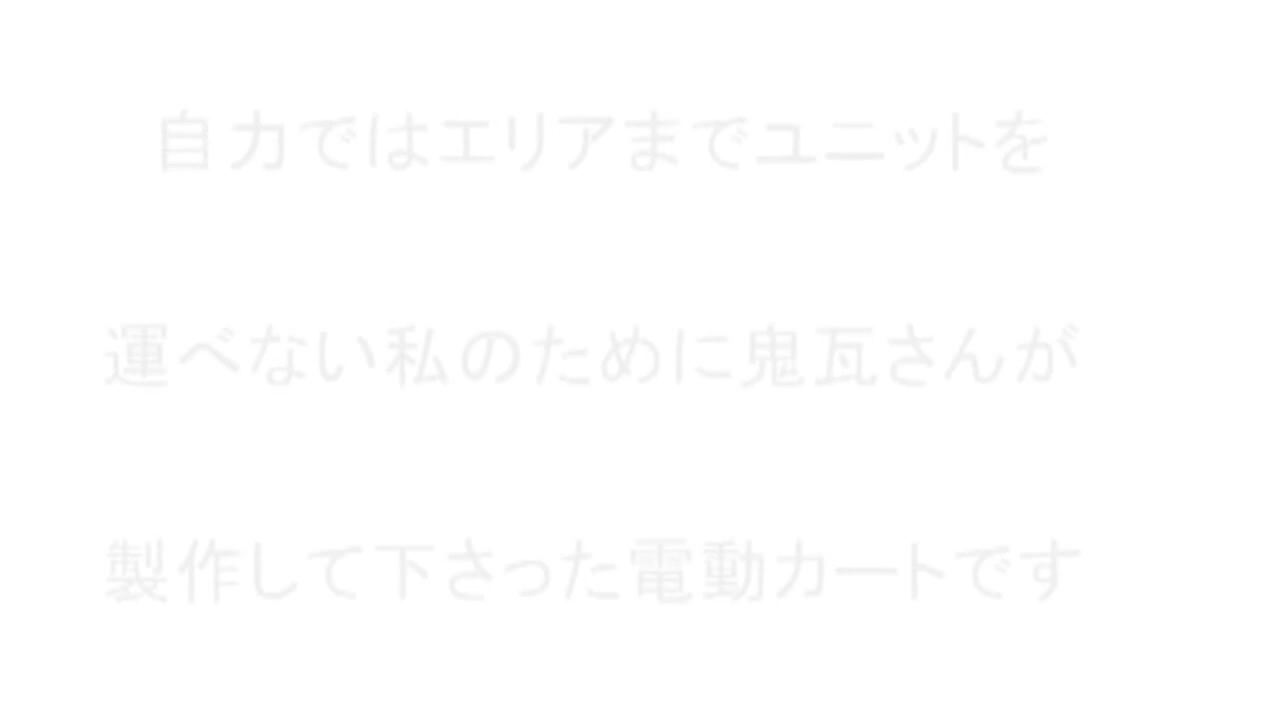 自力ではエリアまでユニットを
運べない私のために鬼瓦さんが
製作して下さった電動カートです